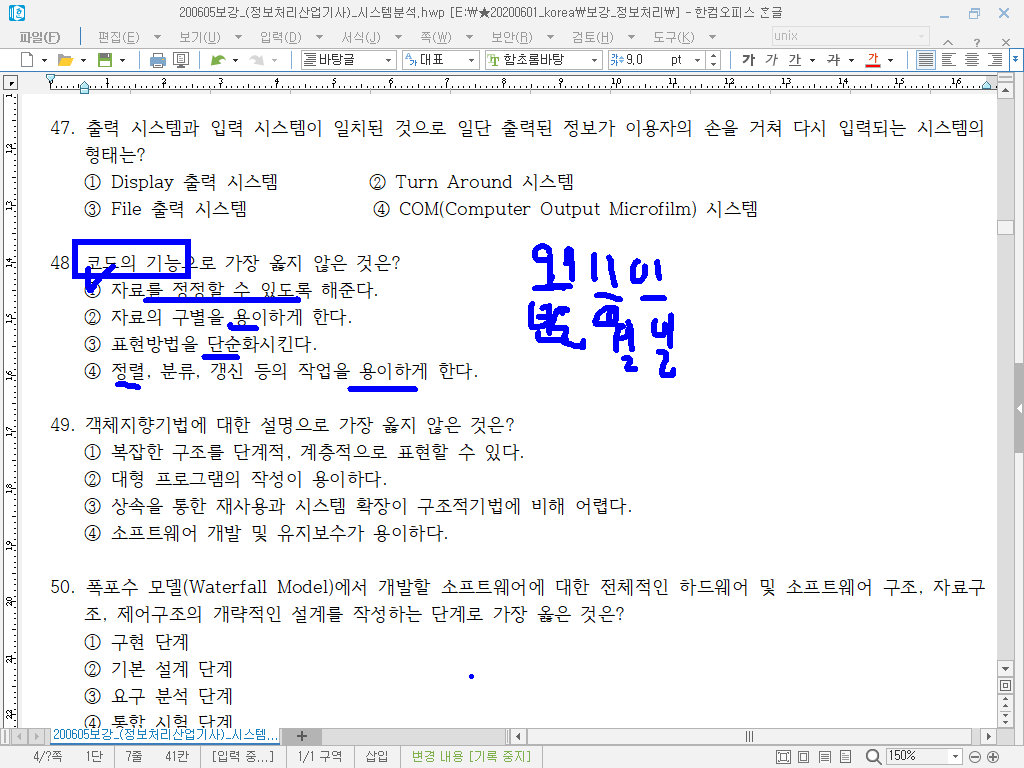 200605보강_(정보처리산업기사)_시스템분석.hwp [E:₩★20200601_korea₩보강_정보처리₩] - 한컴오피스 한글
파일(F) 편집(E) 보기(U) 입력(D) 서식(J) 쪽(W) 보안(R) 검토(H) 도구(K) unix
바탕글 대표 함초롬바탕 9.0 pt 가 가 가 가 가
1 2 3 4 5 6 7 8 9 10 11 12 13 14 15 16
47. 출력 시스템과 입력 시스템이 일치된 것으로 일단 출력된 정보가 이용자의 손을 거쳐 다시 입력되는 시스템의
형태는?
① Display 출력 시스템 ② Turn Around 시스템
③ File 출력 시스템 ④ COM(Computer Output Microfilm) 시스템
48 코드의 기능으로 가장 옳지 않은 것은?
자료를 정정할 수 있도록 해준다.
② 자료의 구별을 용이하게 한다.
③ 표현방법을 단순화시킨다.
④ 정렬, 분류, 갱신 등의 작업을 용이하게 한다.
11 01
년도 월 일
49. 객체지향기법에 대한 설명으로 가장 옳지 않은 것은?
① 복잡한 구조를 단계적, 계층적으로 표현할 수 있다.
② 대형 프로그램의 작성이 용이하다.
③ 상속을 통한 재사용과 시스템 확장이 구조적기법에 비해 어렵다.
④ 소프트웨어 개발 및 유지보수가 용이하다.
50. 폭포수 모델(Waterfall Model)에서 개발할 소프트웨어에 대한 전체적인 하드웨어 및 소프트웨어 구조, 자료구
조, 제어구조의 개략적인 설계를 작성하는 단계로 가장 옳은 것은?
① 구현 단계
② 기본 설계 단계
③ 요구 분석 단계
④ 통합 시험 단계
200605보강_(정보처리산업기사)_시스템...
4/?쪽 1단 7줄 41칸 [입력 중...] 1/1 구역 삽입 변경 내용 [기록 중지] 150%